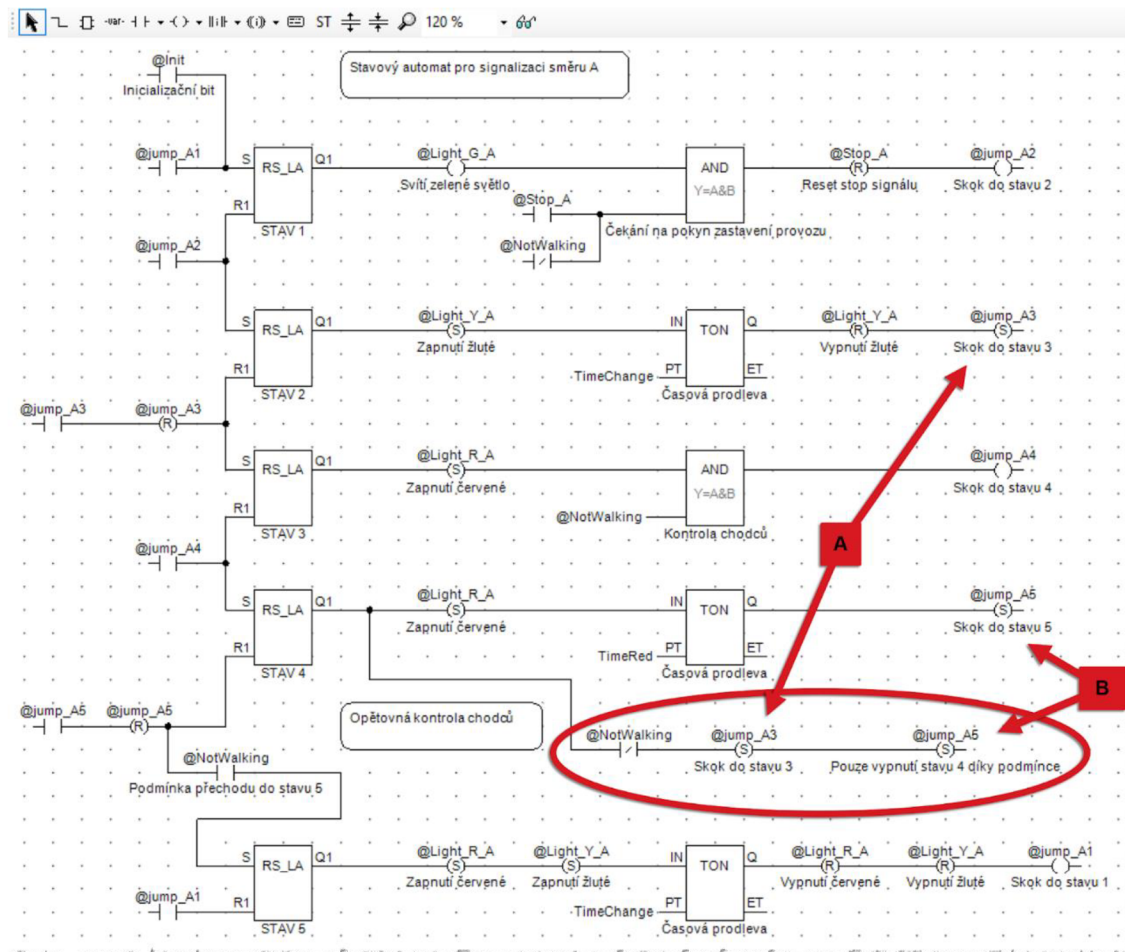 -var-
ST
120 %
@Init
Inicializační bit
Stavový automat pro signalizaci směru A
@jump_A1
S
RS_LA
Q1
R1
STAV 1
@Light_G_A
( )
Svítí zelené světlo
@Stop_A
@NotWalking
AND
Y=A&B
Čekání na pokyn zastavení provozu
@Stop_A
(R)
Reset stop signálu
@jump_A2
( )
Skok do stavu 2
@jump_A2
S
RS_LA
Q1
R1
STAV 2
@Light_Y_A
(S)
Zapnutí žluté
IN
TON
Q
TimeChange
PT
ET
Časová prodleva
@Light_Y_A
(R)
Vypnutí žluté
@jump_A3
(S)
Skok do stavu 3
@jump_A3
@jump_A3
(R)
S
RS_LA
Q1
R1
STAV 3
@Light_R_A
(S)
Zapnutí červené
AND
Y=A&B
@NotWalking
Kontrola chodců
@jump_A4
( )
Skok do stavu 4
A
@jump_A4
S
RS_LA
Q1
R1
STAV 4
@Light_R_A
(S)
Zapnutí červené
IN
TON
Q
TimeRed
PT
ET
Časová prodleva
@jump_A5
(S)
Skok do stavu 5
B
@jump_A5
@jump_A5
(R)
Opětovná kontrola chodců
@NotWalking
@jump_A3
(S)
Skok do stavu 3
@jump_A5
(S)
Pouze vypnutí stavu 4 díky podmínce
@NotWalking
Podmínka přechodu do stavu 5
S
RS_LA
Q1
@jump_A1
R1
STAV 5
@Light_R_A
(S)
Zapnutí červené
@Light_Y_A
(S)
Zapnutí žluté
IN
TON
Q
TimeChange
PT
ET
Časová prodleva
@Light_R_A
(R)
Vypnutí červené
@Light_Y_A
(R)
Vypnutí žluté
@jump_A1
( )
Skok do stavu 1